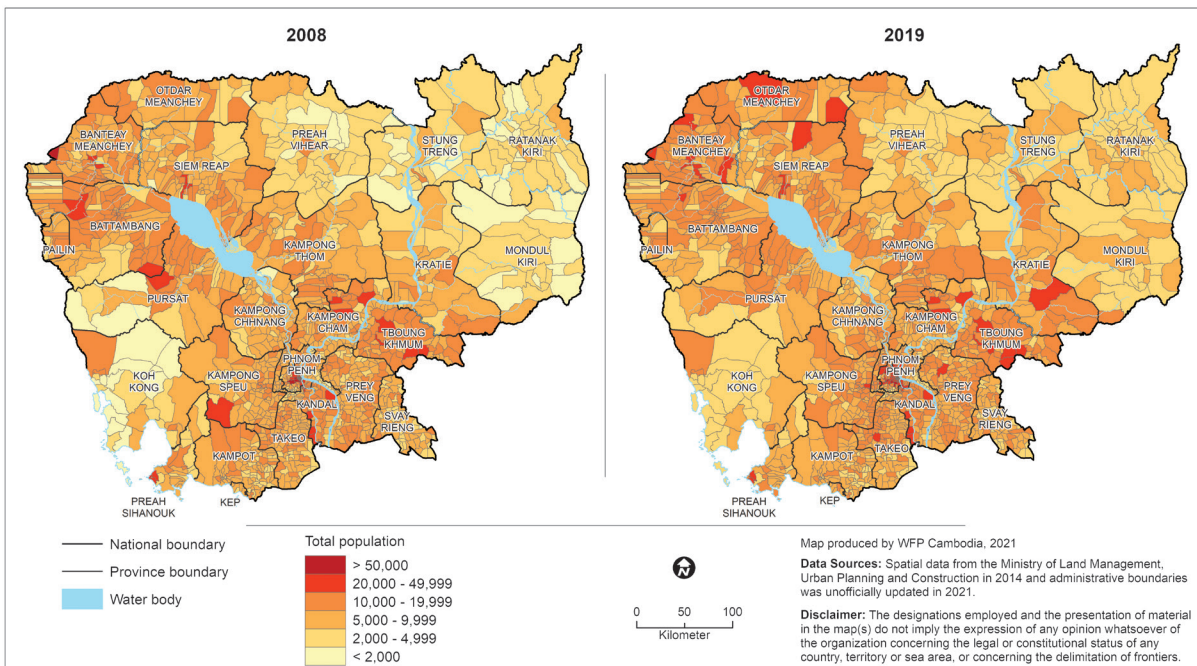 2008
OTDAR
MEANCHEY
BANTEAY
MEANCHEY
SIEM REAP
PREAH
VIHEAR
STUNG
TRENG
RATANAK
KIRI
BATTAMBANG
PAILIN
KAMPONG
THOM
KRATIE
MONDUL
KIRI
PURSAT
KAMPONG
CHHNANG
KAMPONG
CHAM
TBOUNG
KHMUM
KOH
KONG
KAMPONG
SPEU
PHNOM
PENH
KANDAL
PREY
VENG
SVAY
RIENG
TAKEO
KAMPOT
PREAH
SIHANOUK
KEP
2019
OTDAR
MEANCHEY
BANTEAY
MEANCHEY
SIEM REAP
PREAH
VIHEAR
STUNG
TRENG
RATANAK
KIRI
BATTAMBANG
PAILIN
KAMPONG
THOM
KRATIE
MONDUL
KIRI
PURSAT
KAMPONG
CHHNANG
KAMPONG
CHAM
TBOUNG
KHMUM
KOH
KONG
KAMPONG
SPEU
PHNOM
PENH
KANDAL
PREY
VENG
SVAY
RIENG
TAKEO
KAMPOT
PREAH
SIHANOUK
KEP
National boundary
Province boundary
Water body
Total population
> 50,000
20,000 - 49,999
10,000 - 19,999
5,000 - 9,999
2,000 - 4,999
< 2,000
N
0 50 100
Kilometer
Map produced by WFP Cambodia, 2021
Data Sources: Spatial data from the Ministry of Land Management,
Urban Planning and Construction in 2014 and administrative boundaries
was unofficially updated in 2021.
Disclaimer: The designations employed and the presentation of material
in the map(s) do not imply the expression of any opinion whatsoever of
the organization concerning the legal or constitutional status of any
country, territory or sea area, or concerning the delimitation of frontiers.